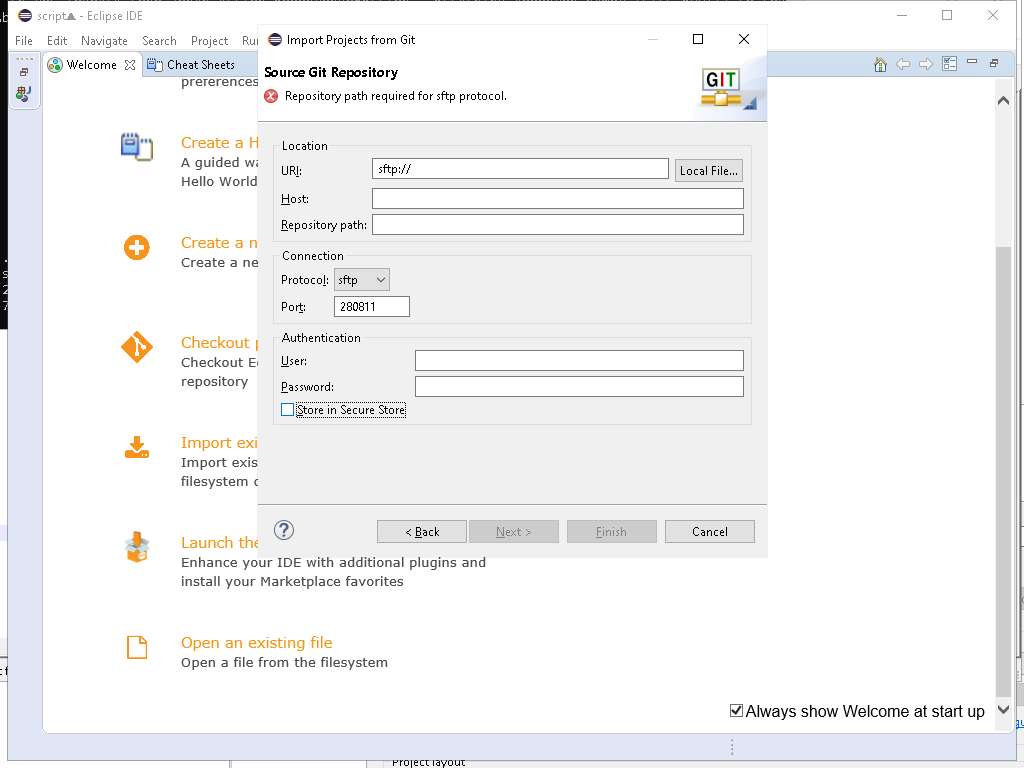 script▲ - Eclipse IDE
File Edit Navigate Search Project Ru
Welcome Cheat Sheets
preferences
Create a H
A guided wa
Hello World
Create a n
Create a ne
Checkout p
Checkout Ec
repository
Import exi
Import exis
filesystem o
Launch the
Enhance your IDE with additional plugins and
install your Marketplace favorites
Open an existing file
Open a file from the filesystem
Always show Welcome at start up
Import Projects from Git
Source Git Repository
Repository path required for sftp protocol.
GIT
Location
URI: sftp:// Local File...
Host:
Repository path:
Connection
Protocol: sftp
Port: 280811
Authentication
User:
Password:
Store in Secure Store
< Back Next > Finish Cancel
Project layout